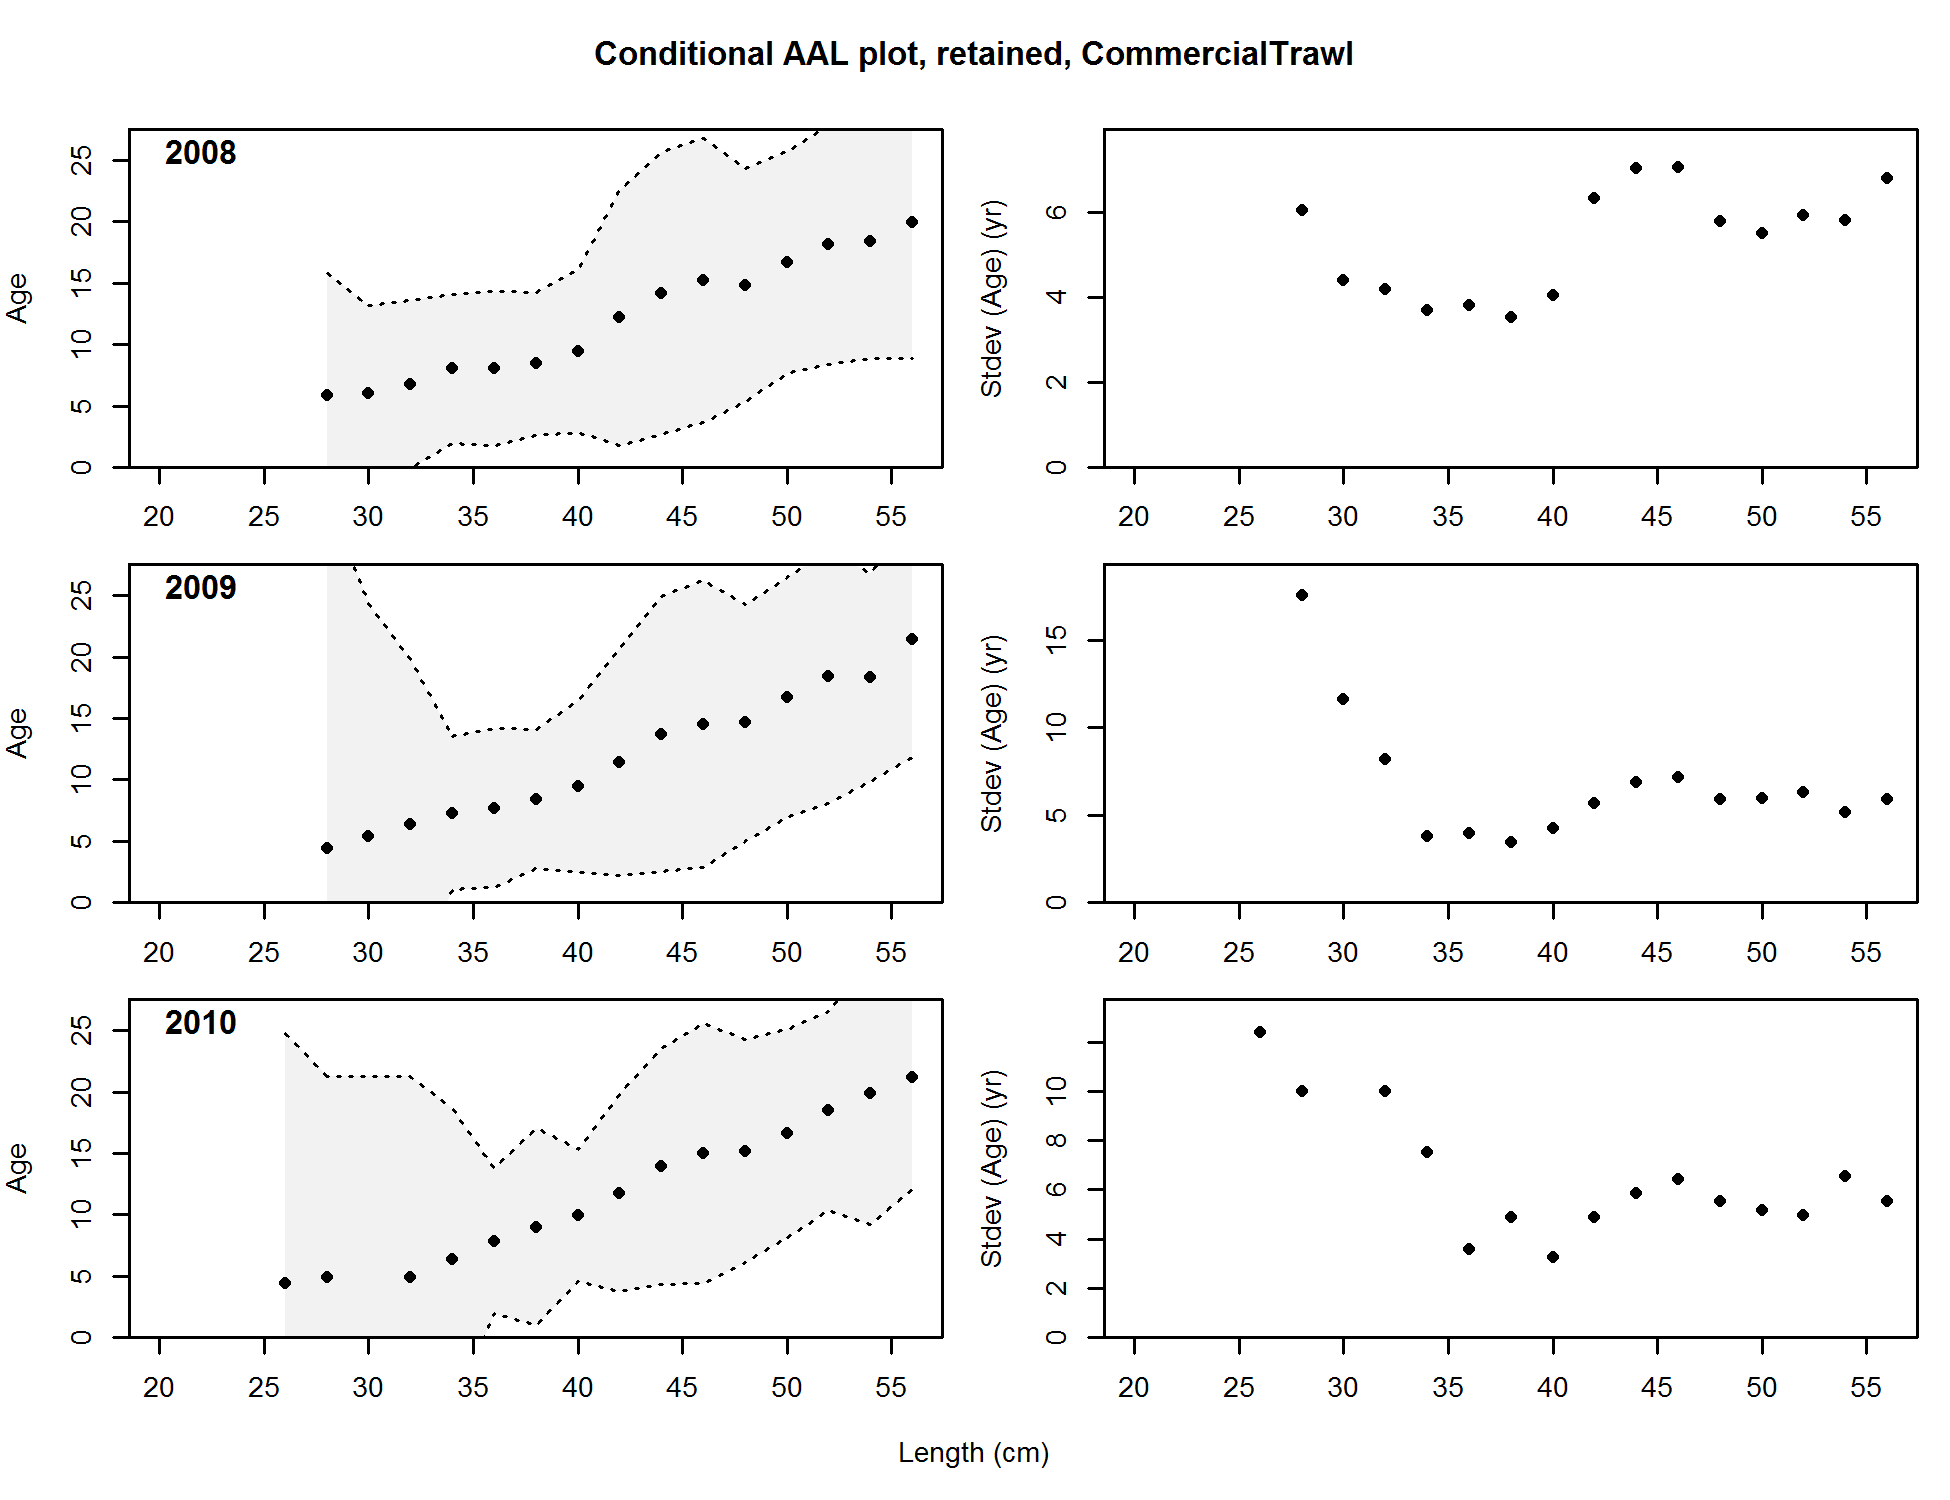 Conditional AAL plot, retained, CommercialTrawl
2008
Age
0 5 10 15 20 25
20 25 30 35 40 45 50 55
Stdev (Age) (yr)
0 2 4 6
20 25 30 35 40 45 50 55
2009
Age
0 5 10 15 20 25
20 25 30 35 40 45 50 55
Stdev (Age) (yr)
0 5 10 15
20 25 30 35 40 45 50 55
2010
Age
0 5 10 15 20 25
20 25 30 35 40 45 50 55
Stdev (Age) (yr)
0 2 4 6 8 10
20 25 30 35 40 45 50 55
Length (cm)